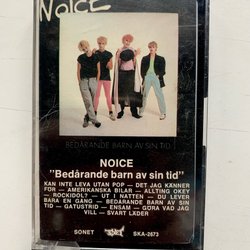 NOICE
BEDÅRANDE BARN AV SIN TID
NOICE
"Bedårande barn av sin tid"
KAN INTE LEVA UTAN POP - DET JAG KÄNNER
FÖR - AMERIKANSKA BILAR - ALLTING OKEY
- ROCKIDOL? - UT I NATTEN - DU LEVER
BARA EN GÅNG - BEDÅRANDE BARN AV SIN
TID - GATUSTRID - ENSAM - GÖRA VAD JAG
VILL - SVART LÄDER
SONET
SONET
SKA-2673